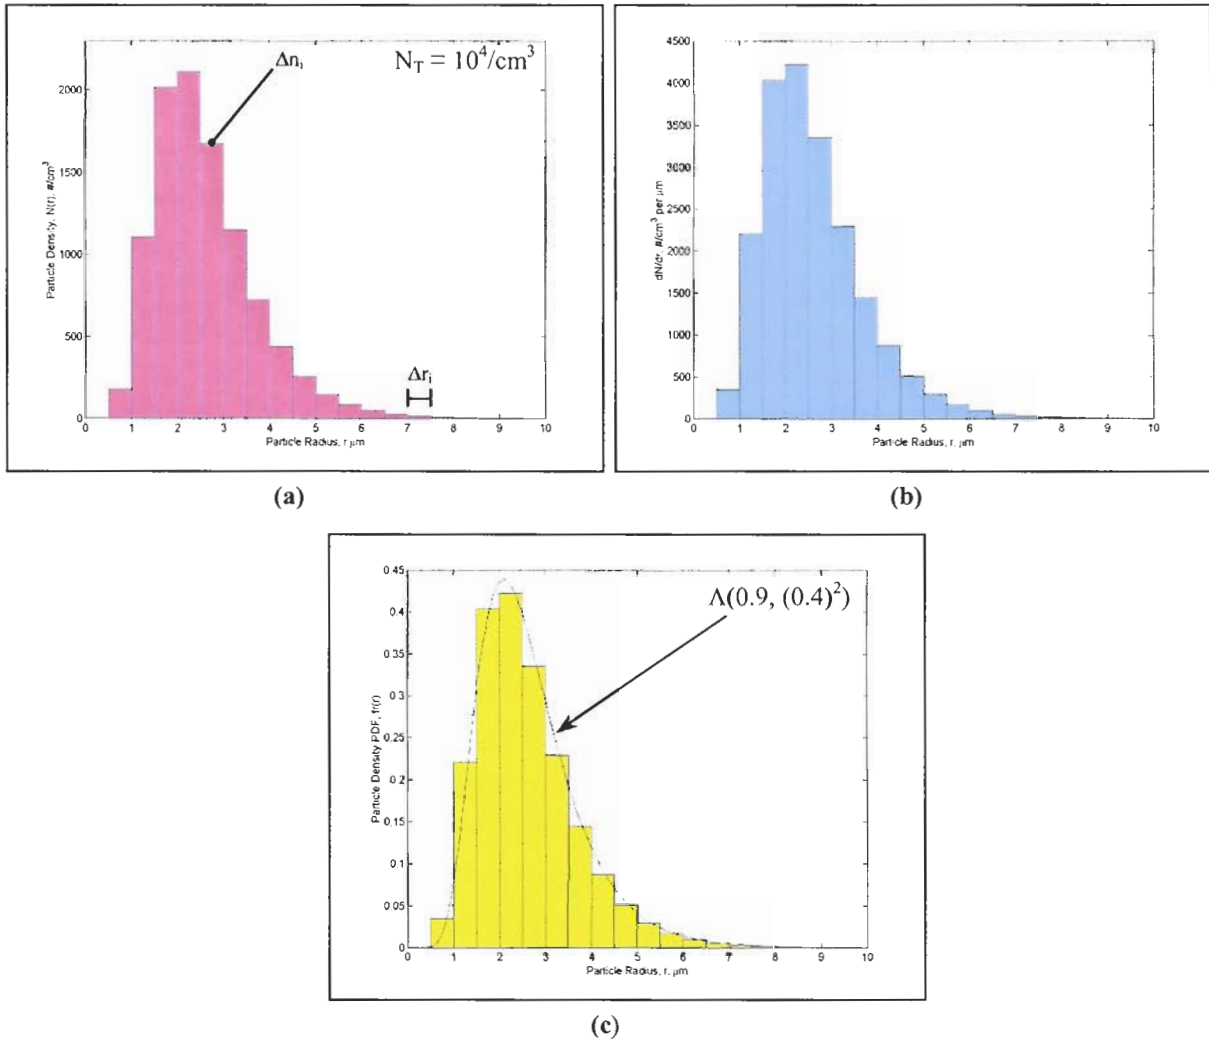 Δnᵢ
N_T = 10⁴/cm³
Particle Density, N(r), #/cm³
2000
1500
1000
500
0
Δrᵢ
0 1 2 3 4 5 6 7 8 9 10
Particle Radius, r μm
(a)
dN/dr, #/cm³ per μm
4500
4000
3500
3000
2500
2000
1500
1000
500
0
0 1 2 3 4 5 6 7 8 9 10
Particle Radius, r, μm
(b)
Λ(0.9, (0.4)²)
Particle Density PDF, fr(r)
0.45
0.4
0.35
0.3
0.25
0.2
0.15
0.1
0.05
0
0 1 2 3 4 5 6 7 8 9 10
Particle Radius, r, μm
(c)